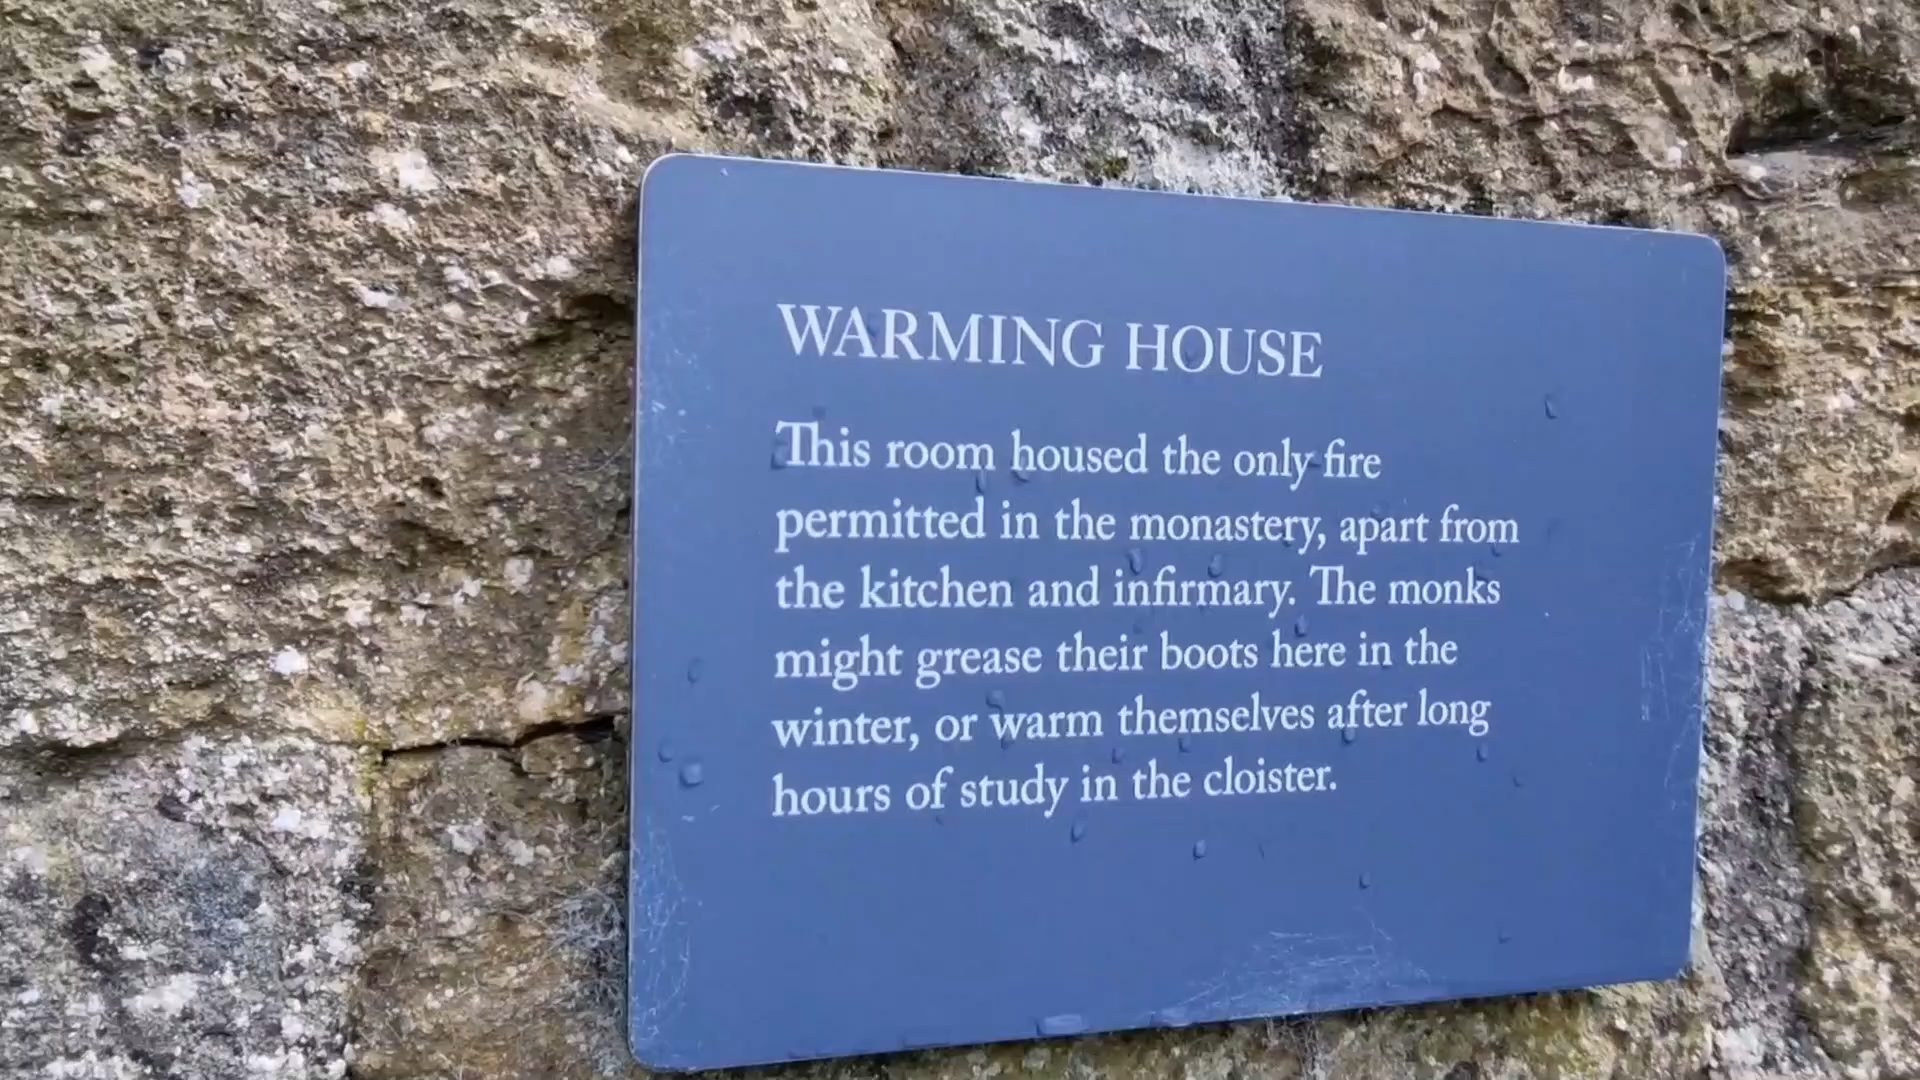 WARMING HOUSE
This room housed the only fire
permitted in the monastery, apart from
the kitchen and infirmary. The monks
might grease their boots here in the
winter, or warm themselves after long
hours of study in the cloister.